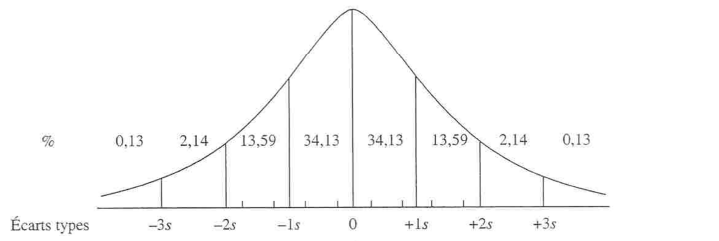 % 0,13 2,14 13,59 34,13 34,13 13,59 2,14 0,13
Écarts types –3s –2s –1s 0 +1s +2s +3s